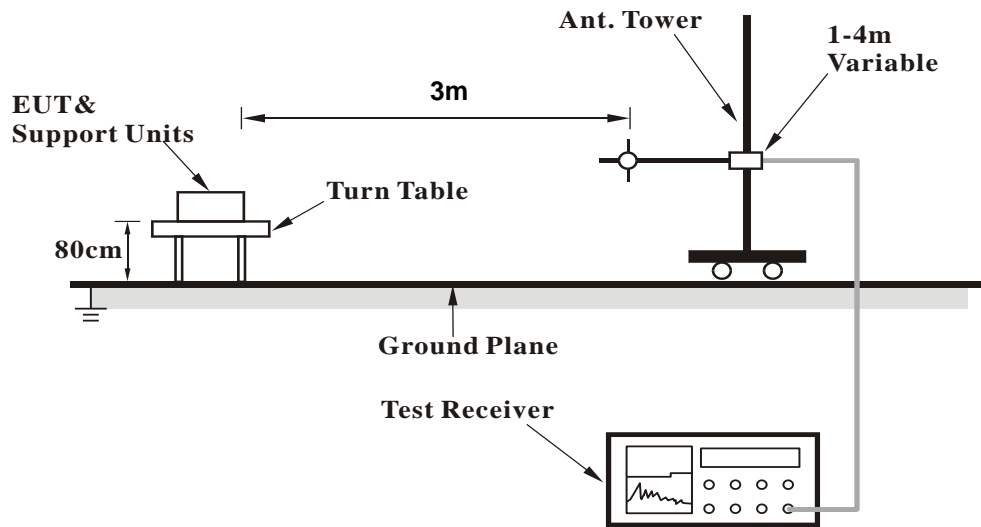 Ant. Tower
1-4m
Variable
3m
EUT&
Support Units
Turn Table
80cm
Ground Plane
Test Receiver